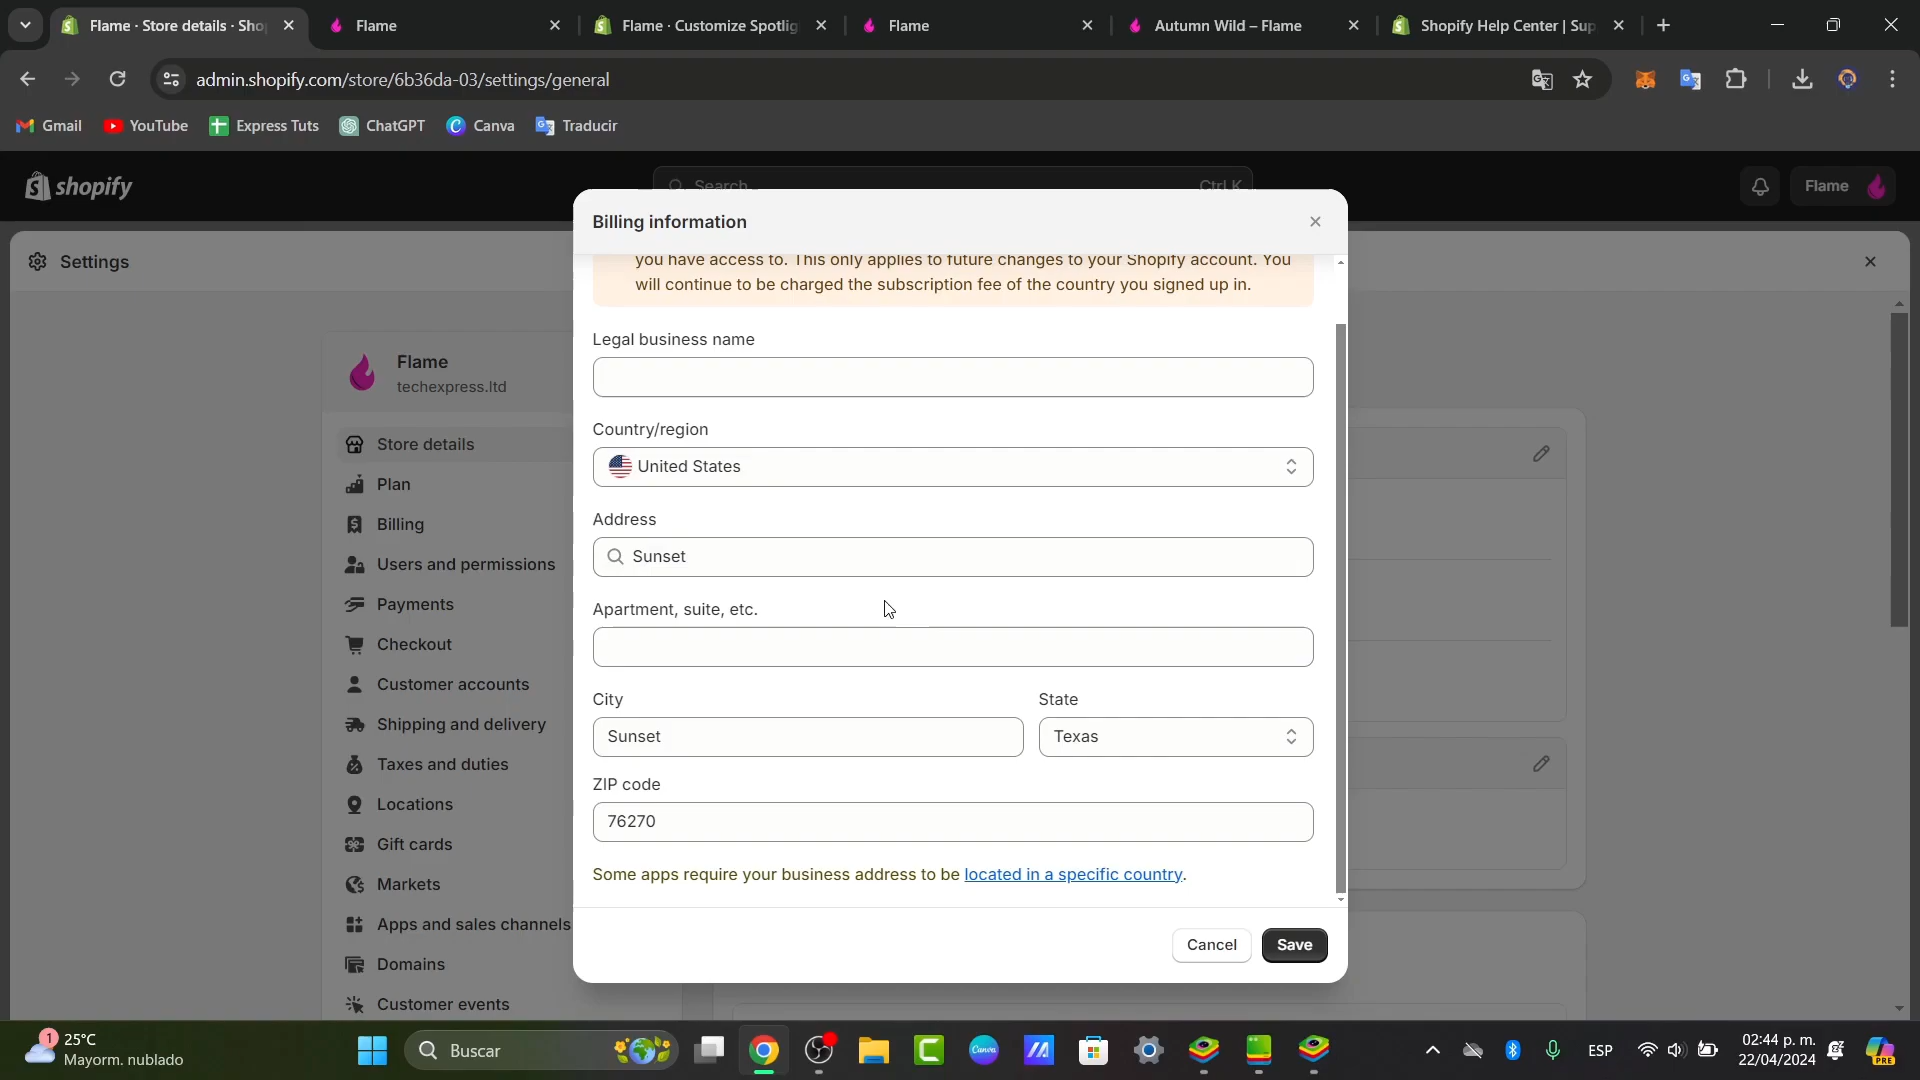 Flame · Store details · Sho
Flame
Flame · Customize Spotlig
Flame
Autumn Wild – Flame
Shopify Help Center | Sup
admin.shopify.com/store/6b36da-03/settings/general
Gmail
YouTube
Express Tuts
ChatGPT
Canva
Traducir
shopify
Search
Ctrl K
Flame
Settings
Flame
techexpress.ltd
Store details
Plan
Billing
Users and permissions
Payments
Checkout
Customer accounts
Shipping and delivery
Taxes and duties
Locations
Gift cards
Markets
Apps and sales channels
Domains
Customer events
Billing information
you have access to. This only applies to future changes to your Shopify account. You
will continue to be charged the subscription fee of the country you signed up in.
Legal business name
Country/region
United States
Address
Sunset
Apartment, suite, etc.
City
State
Sunset
Texas
ZIP code
76270
Some apps require your business address to be located in a specific country.
Cancel
Save
1
25°C
Mayorm. nublado
Buscar
Canva
ESP
02:44 p. m.
22/04/2024
PRE